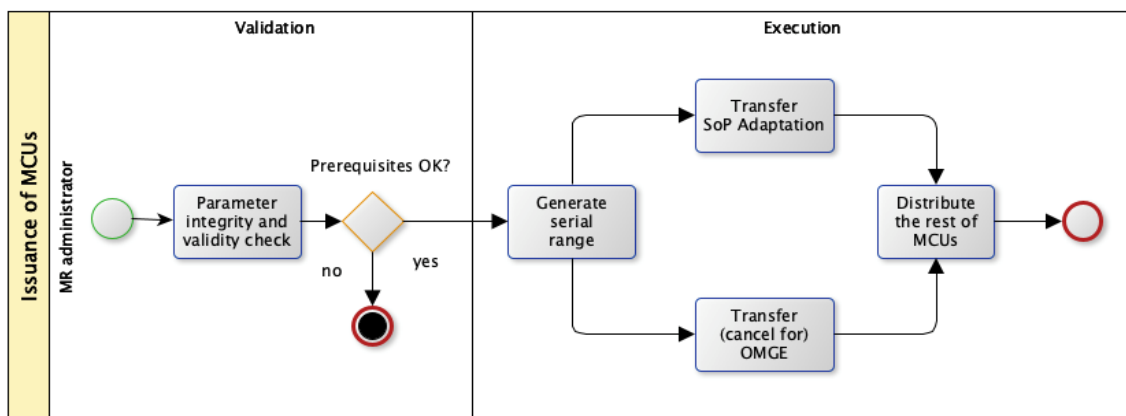 Issuance of MCUs
MR administrator
Validation
Execution
Parameter
integrity and
validity check
Prerequisites OK?
no
yes
Generate
serial
range
Transfer
SoP Adaptation
Transfer
(cancel for)
OMGE
Distribute
the rest of
MCUs